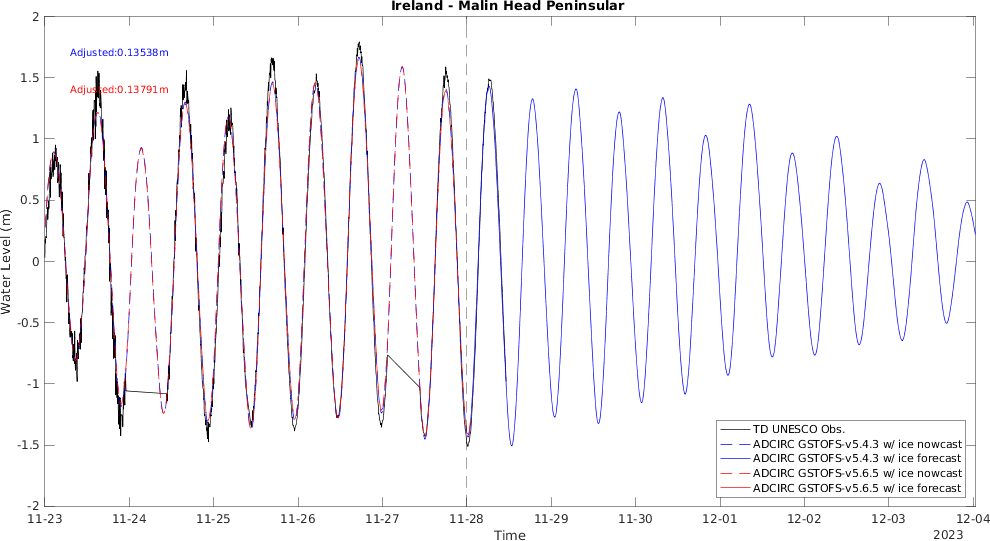 Ireland - Malin Head Peninsular
Adjusted:0.13538m
Adjusted:0.13791m
Water Level (m)
2
1.5
1
0.5
0
-0.5
-1
-1.5
-2
TD UNESCO Obs.
ADCIRC GSTOFS-v5.4.3 w/ ice nowcast
ADCIRC GSTOFS-v5.4.3 w/ ice forecast
ADCIRC GSTOFS-v5.6.5 w/ ice nowcast
ADCIRC GSTOFS-v5.6.5 w/ ice forecast
11-23 11-24 11-25 11-26 11-27 11-28 11-29 11-30 12-01 12-02 12-03 12-04
Time
2023